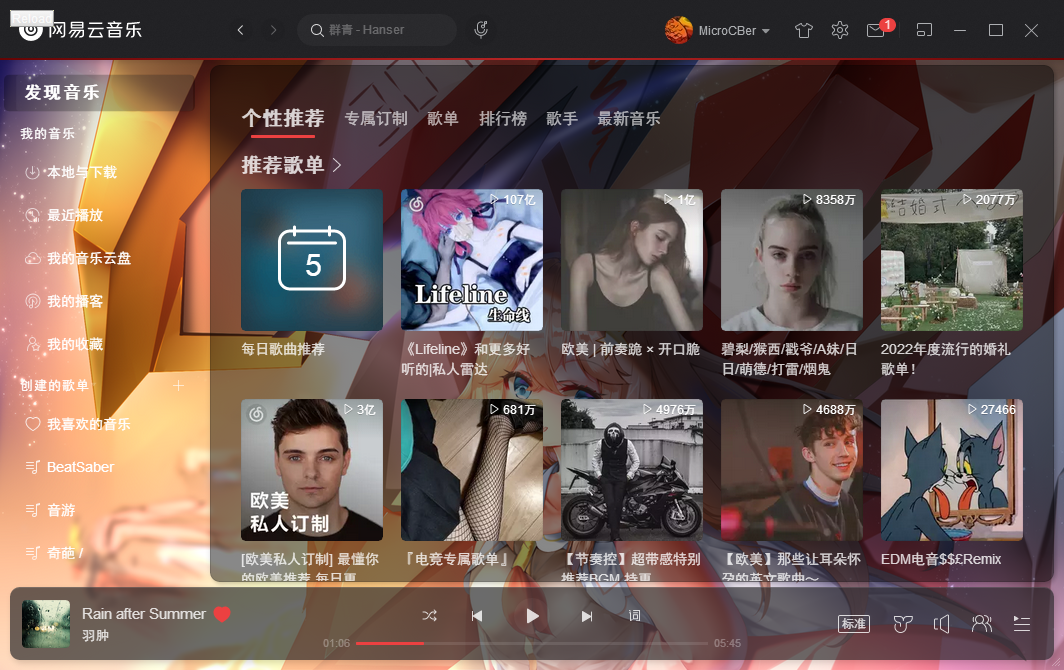 Reload
网易云音乐
群青 - Hanser
MicroCBer
1
发现音乐
我的音乐
本地与下载
最近播放
我的音乐云盘
我的播客
我的收藏
创建的歌单
我喜欢的音乐
BeatSaber
音游
奇葩 /
个性推荐 专属订制 歌单 排行榜 歌手 最新音乐
推荐歌单
5
每日歌曲推荐
107亿
Lifeline
生命线
《Lifeline》和更多好
听的|私人雷达
1亿
欧美 | 前奏跪 × 开口脆
8358万
碧梨/猴西/戳爷/A妹/日
日/萌德/打雷/烟鬼
2077万
结婚式
2022年度流行的婚礼
歌单！
3亿
欧美
私人订制
[欧美私人订制] 最懂你
的欧美推荐 每日更
681万
『电竞专属歌单』
4976万
【节奏控】超带感特别
推荐BGM 持更
4688万
【欧美】那些让耳朵怀
孕的英文歌曲～
27466
EDM电音$$£Remix
Rain after Summer
羽肿
词
01:06
05:45
标准